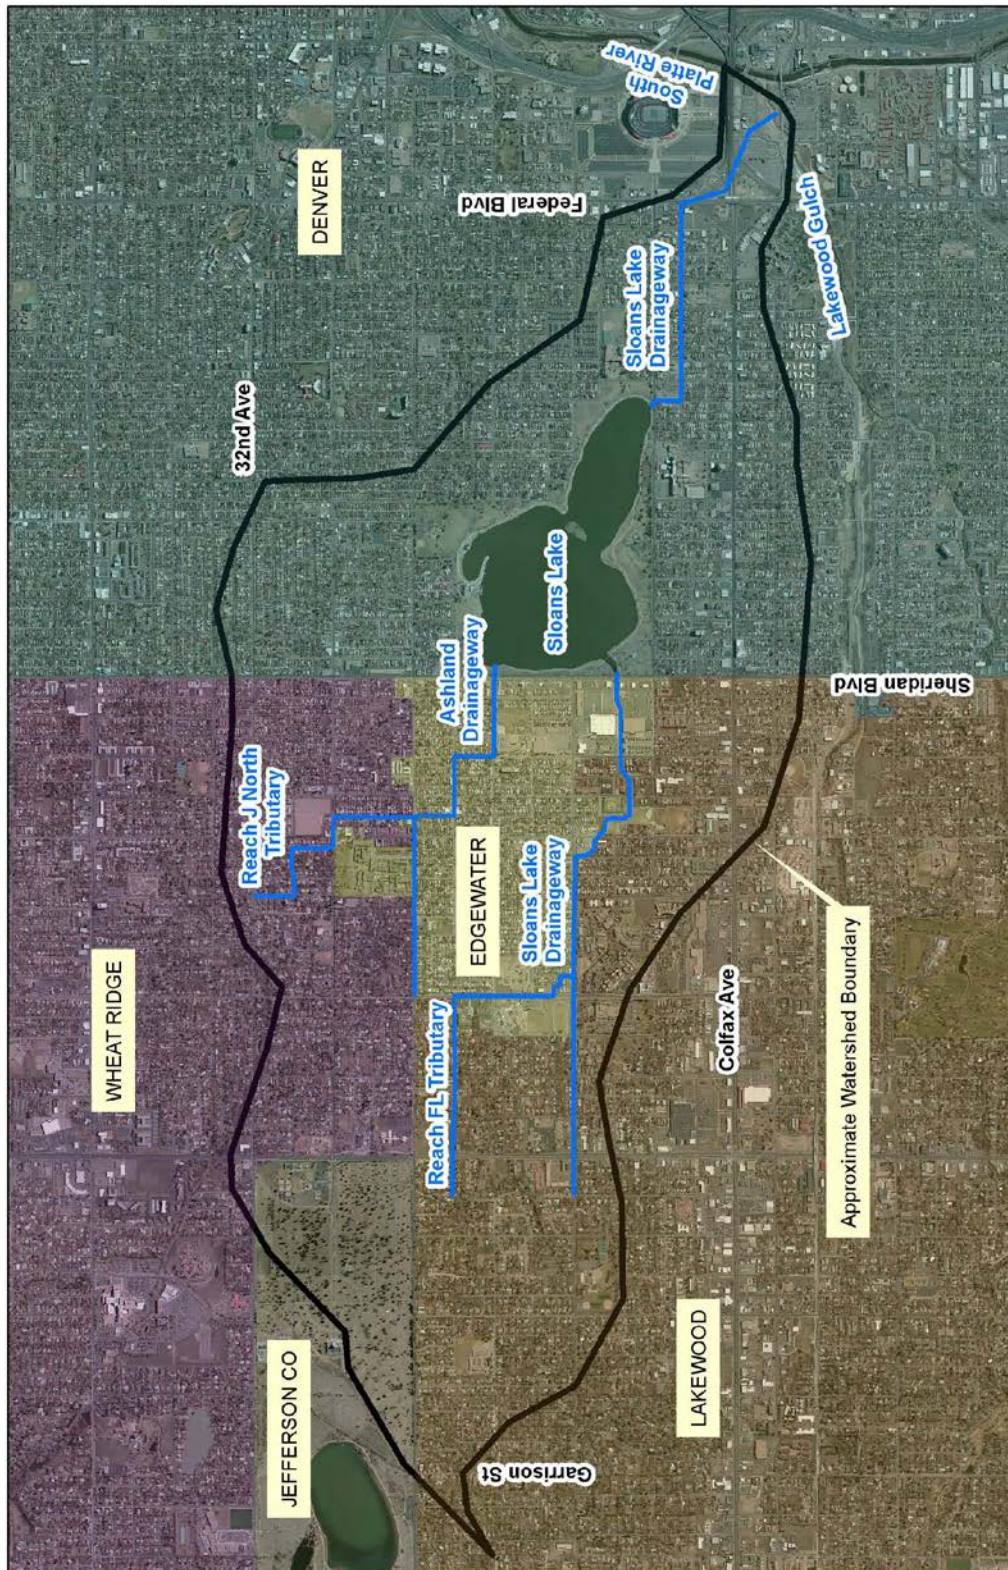 WHEAT RIDGE
JEFFERSON CO
LAKEWOOD
EDGEWATER
DENVER
32nd Ave
Federal Blvd
Sheridan Blvd
Garrison St
Colfax Ave
Reach J North
Tributary
Ashland
Drainageway
Sloans Lake
Sloans Lake
Drainageway
Reach FL Tributary
Sloans Lake
Drainageway
South
Platte River
Lakewood Gulch
Approximate Watershed Boundary